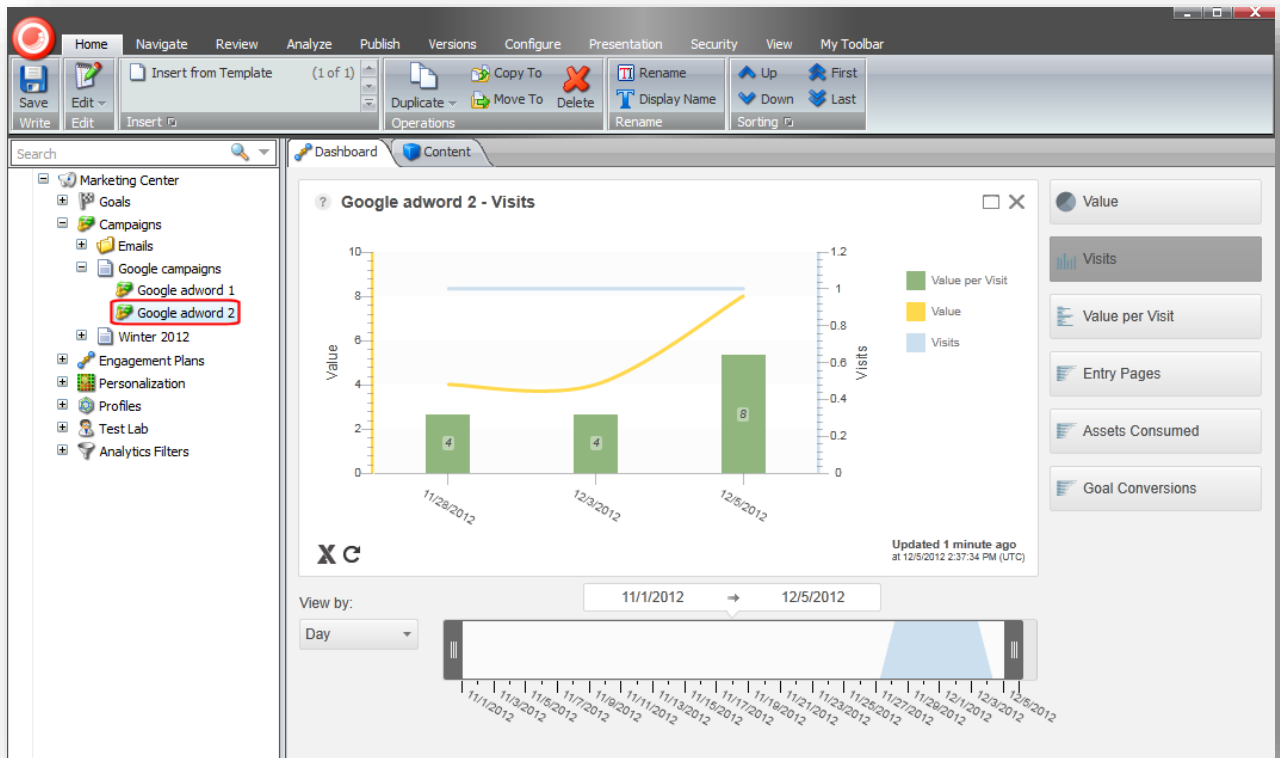 Home Navigate Review Analyze Publish Versions Configure Presentation Security View My Toolbar
Save
Write
Edit
Edit
Insert from Template (1 of 1)
Insert
Duplicate
Copy To
Move To
Delete
Operations
Rename
Display Name
Rename
Up
Down
First
Last
Sorting
Search
Marketing Center
Goals
Campaigns
Emails
Google campaigns
Google adword 1
Google adword 2
Winter 2012
Engagement Plans
Personalization
Profiles
Test Lab
Analytics Filters
Dashboard Content
? Google adword 2 - Visits
10
8
6
4
2
0
Value
4
4
8
1.2
1
0.8
0.6
0.4
0.2
0
Visits
11/28/2012
12/3/2012
12/5/2012
Value per Visit
Value
Visits
X
Updated 1 minute ago
at 12/5/2012 2:37:34 PM (UTC)
Value
Visits
Value per Visit
Entry Pages
Assets Consumed
Goal Conversions
11/1/2012 → 12/5/2012
View by:
Day
11/1/2012
11/3/2012
11/5/2012
11/7/2012
11/9/2012
11/11/2012
11/13/2012
11/15/2012
11/17/2012
11/19/2012
11/21/2012
11/23/2012
11/25/2012
11/27/2012
11/29/2012
12/1/2012
12/3/2012
12/5/2012